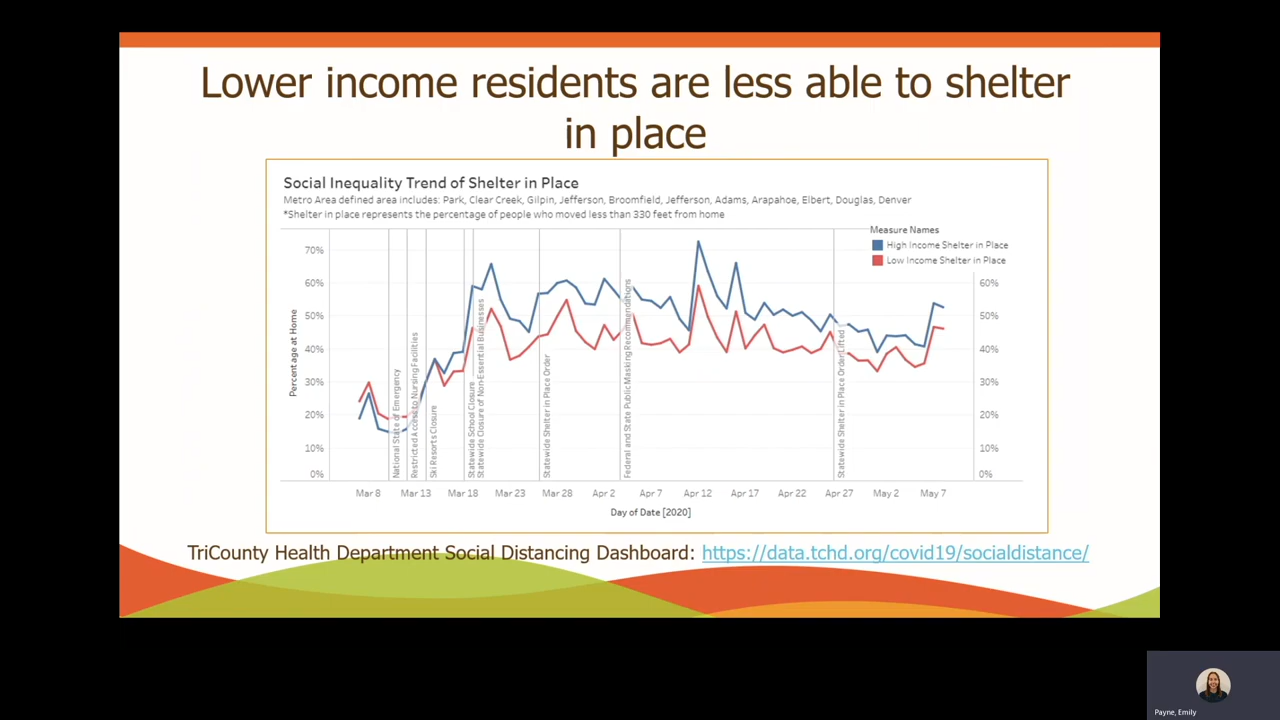 Lower income residents are less able to shelter
in place
Social Inequality Trend of Shelter in Place
Metro Area defined area includes: Park, Clear Creek, Gilpin, Jefferson, Broomfield, Jefferson, Adams, Arapahoe, Elbert, Douglas, Denver
*Shelter in place represents the percentage of people who moved less than 330 feet from home
Measure Names
High Income Shelter in Place
Low Income Shelter in Place
Percentage at Home
70%
60%
50%
40%
30%
20%
10%
0%
National State of Emergency
Restricted Access to Nursing Facilities
Ski Resorts Closure
Statewide School Closure
Statewide Closure of Non-Essential Businesses
Statewide Shelter in Place Order
Federal and State Public Masking Recommendations
Statewide Shelter in Place Order Lifted
60%
50%
40%
30%
20%
10%
0%
Mar 8 Mar 13 Mar 18 Mar 23 Mar 28 Apr 2 Apr 7 Apr 12 Apr 17 Apr 22 Apr 27 May 2 May 7
Day of Date [2020]
TriCounty Health Department Social Distancing Dashboard: https://data.tchd.org/covid19/socialdistance/
Payne, Emily